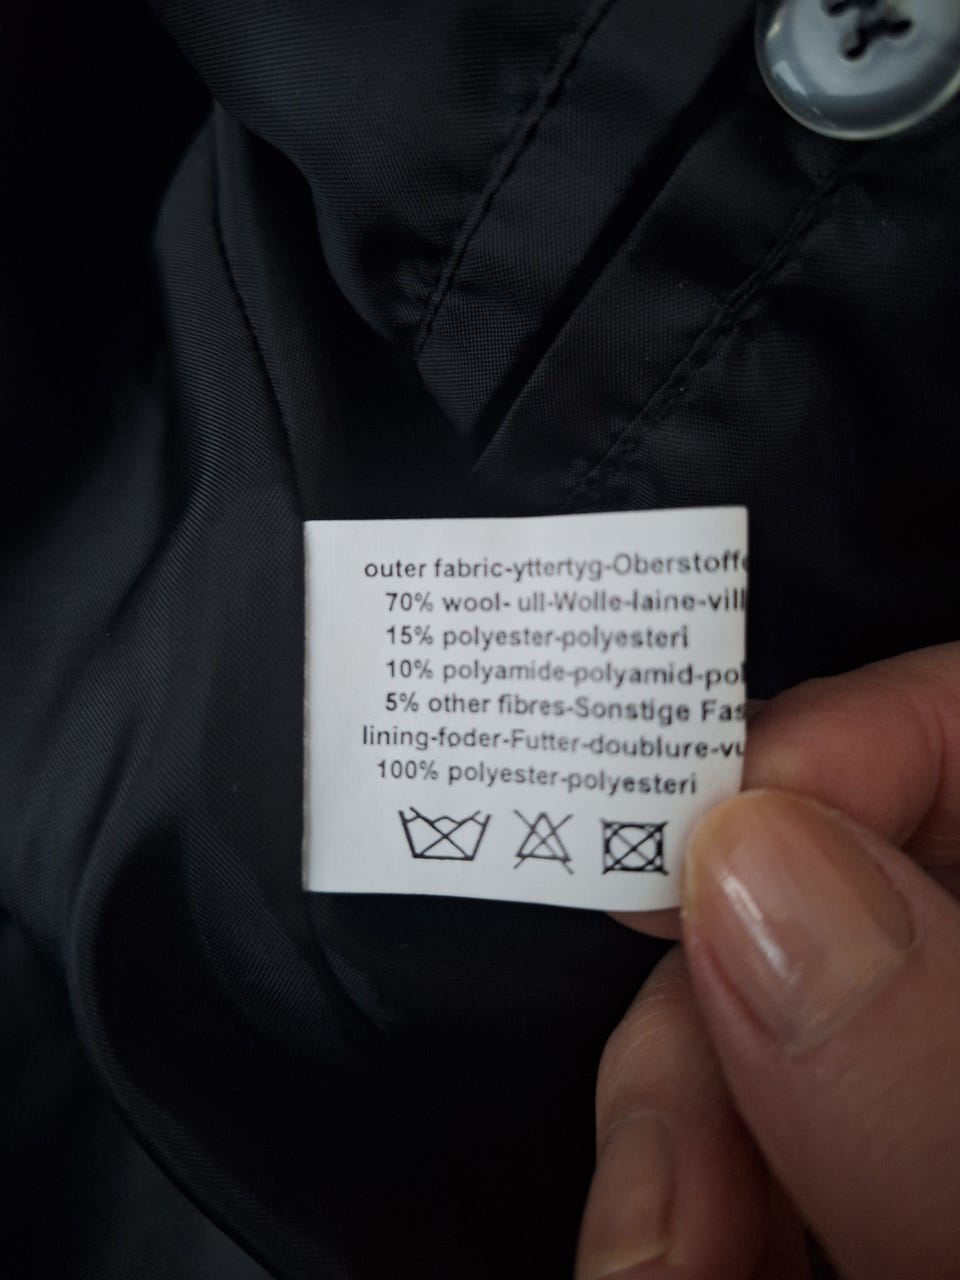 outer fabric-yttertyg-Oberstoff
70% wool- ull-Wolle-laine-vill
15% polyester-polyesteri
10% polyamide-polyamid-pol
5% other fibres-Sonstige Fas
lining-foder-Futter-doublure-vu
100% polyester-polyesteri